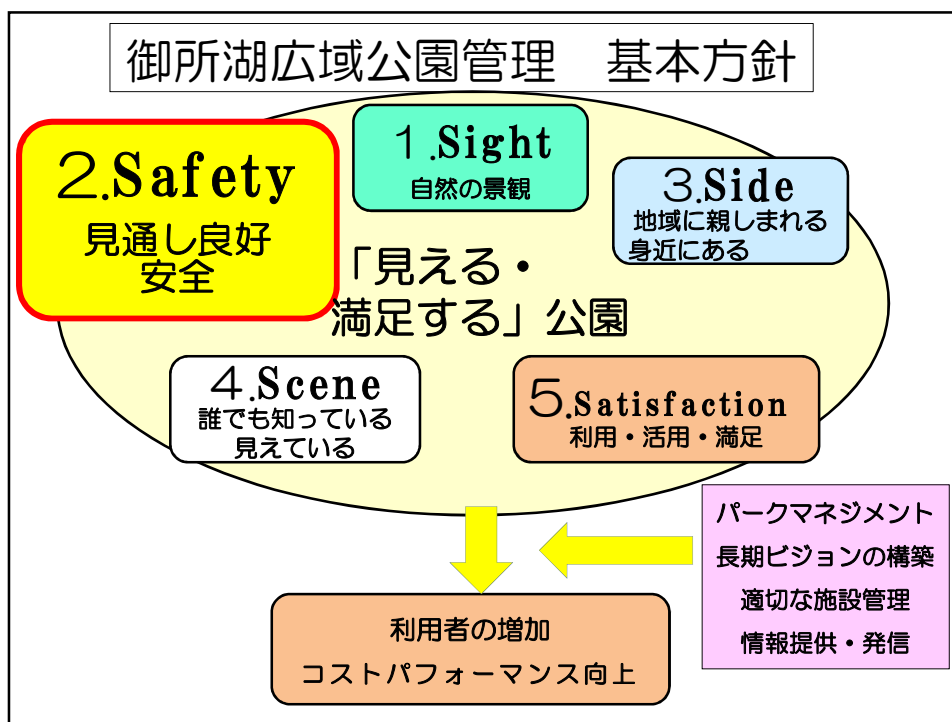 御所湖広域公園管理　基本方針
1.Sight
自然の景観
2.Safety
見通し良好
安全
3.Side
地域に親しまれる
身近にある
「見える・
満足する」公園
4.Scene
誰でも知っている
見えている
5.Satisfaction
利用・活用・満足
パークマネジメント
長期ビジョンの構築
適切な施設管理
情報提供・発信
利用者の増加
コストパフォーマンス向上